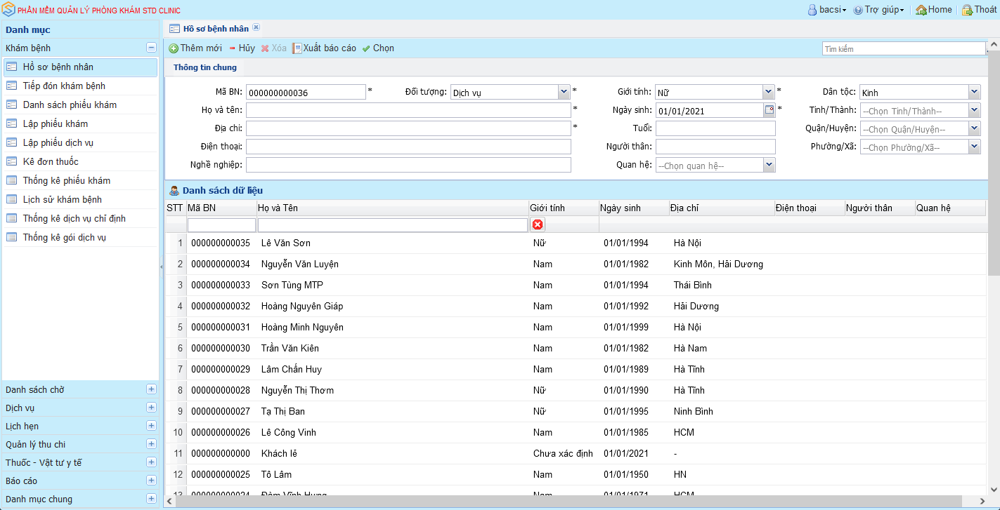 PHẦN MỀM QUẢN LÝ PHÒNG KHÁM STD CLINIC
bacsi Trợ giúp Home Thoát
Danh mục
Khám bệnh
Hồ sơ bệnh nhân
Tiếp đón khám bệnh
Danh sách phiếu khám
Lập phiếu khám
Lập phiếu dịch vụ
Kê đơn thuốc
Thống kê phiếu khám
Lịch sử khám bệnh
Thống kê dịch vụ chỉ định
Thống kê gói dịch vụ
Danh sách chờ
Dịch vụ
Lịch hẹn
Quản lý thu chi
Thuốc - Vật tư y tế
Báo cáo
Danh mục chung
Hồ sơ bệnh nhân
Thêm mới Hủy Xóa Xuất báo cáo Chọn Tìm kiếm
Thông tin chung
Mã BN: 000000000036 * Đối tượng: Dịch vụ * Giới tính: Nữ * Dân tộc: Kinh
Họ và tên: * Ngày sinh: 01/01/2021 * Tỉnh/Thành: --Chọn Tỉnh/Thành--
Địa chỉ: * Tuổi: Quận/Huyện: --Chọn Quận/Huyện--
Điện thoại: Người thân: Phường/Xã: --Chọn Phường/Xã--
Nghề nghiệp: Quan hệ: --Chọn quan hệ--
Danh sách dữ liệu
STT Mã BN Họ và Tên Giới tính Ngày sinh Địa chỉ Điện thoại Người thân Quan hệ
1 000000000035 Lê Văn Sơn Nữ 01/01/1994 Hà Nội
2 000000000034 Nguyễn Văn Luyện Nam 01/01/1982 Kinh Môn, Hải Dương
3 000000000033 Sơn Tùng MTP Nam 01/01/1994 Thái Bình
4 000000000032 Hoàng Nguyên Giáp Nam 01/01/1992 Hải Dương
5 000000000031 Hoàng Minh Nguyên Nam 01/01/1999 Hà Nội
6 000000000030 Trần Văn Kiên Nam 01/01/1982 Hà Nam
7 000000000029 Lâm Chấn Huy Nam 01/01/1989 Hà Tĩnh
8 000000000028 Nguyễn Thị Thơm Nữ 01/01/1990 Hà Tĩnh
9 000000000027 Tạ Thị Ban Nữ 01/01/1995 Ninh Bình
10 000000000026 Lê Công Vinh Nam 01/01/1985 HCM
11 000000000000 Khách lẻ Chưa xác định 01/01/2021 -
12 000000000025 Tô Lâm Nam 01/01/1950 HN
13 000000000024 Đàm Vĩnh Hưng Nam 01/01/1971 HCM